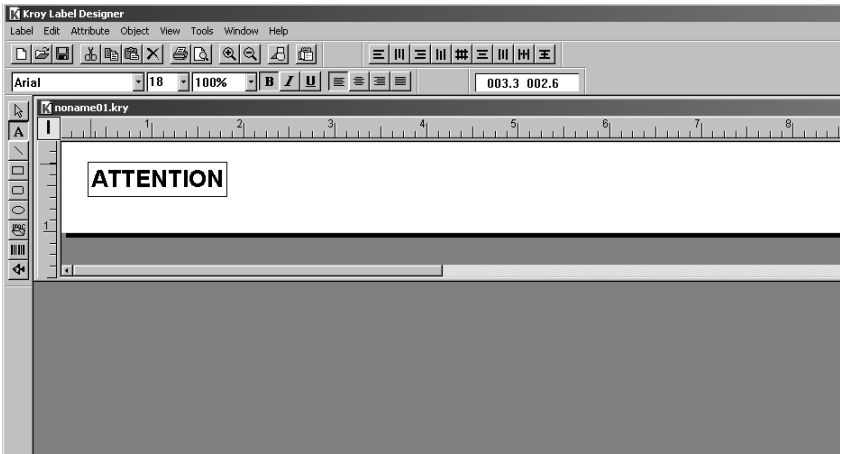 Kroy Label Designer
Label Edit Attribute Object View Tools Window Help
Arial 18 100% B I U 003.3 002.6
noname01.kry
I 1 2 3 4 5 6 7 8
A
ATTENTION
1